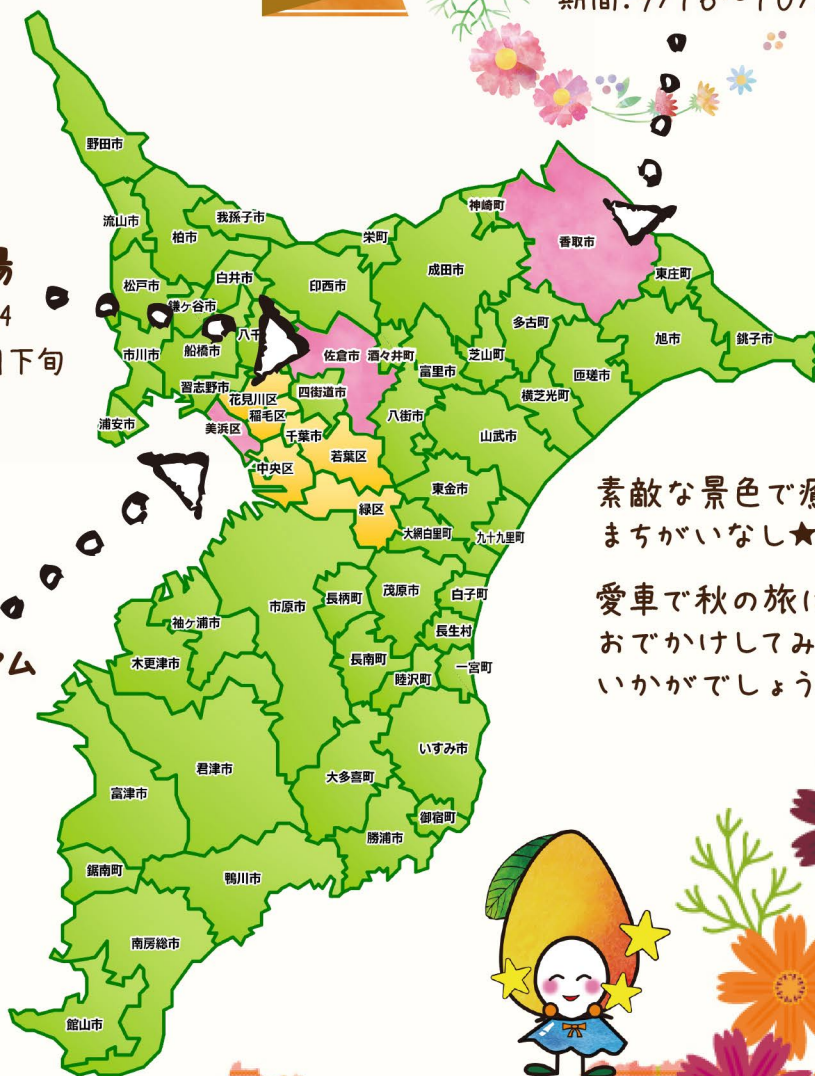 野田市
流山市
柏市
我孫子市
栄町
神崎町
香取市
成田市
印西市
白井市
松戸市
鎌ケ谷市
八千
東庄町
多古町
旭市
銚子市
市川市
船橋市
佐倉市
酒々井町
芝山町
富里市
匝瑳市
習志野市
四街道市
横芝光町
花見川区
稲毛区
八街市
浦安市
美浜区
千葉市
山武市
若葉区
中央区
東金市
緑区
大網白里町
九十九里町
茂原市
白子町
長柄町
市原市
袖ケ浦市
長生村
木更津市
長南町
一宮町
睦沢町
いすみ市
君津市
大多喜町
富津市
御宿町
勝浦市
鋸南町
鴨川市
南房総市
館山市
場
4
下旬
素敵な景色で癒
まちがいなし★
愛車で秋の旅に
おでかけしてみ
いかがでしょう